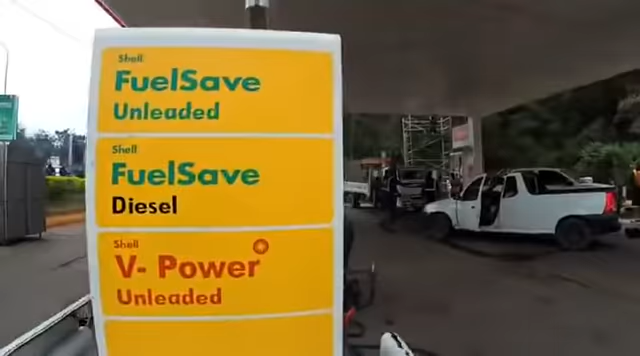 Shell
FuelSave
Unleaded
Shell
FuelSave
Diesel
Shell
V-Power
Unleaded